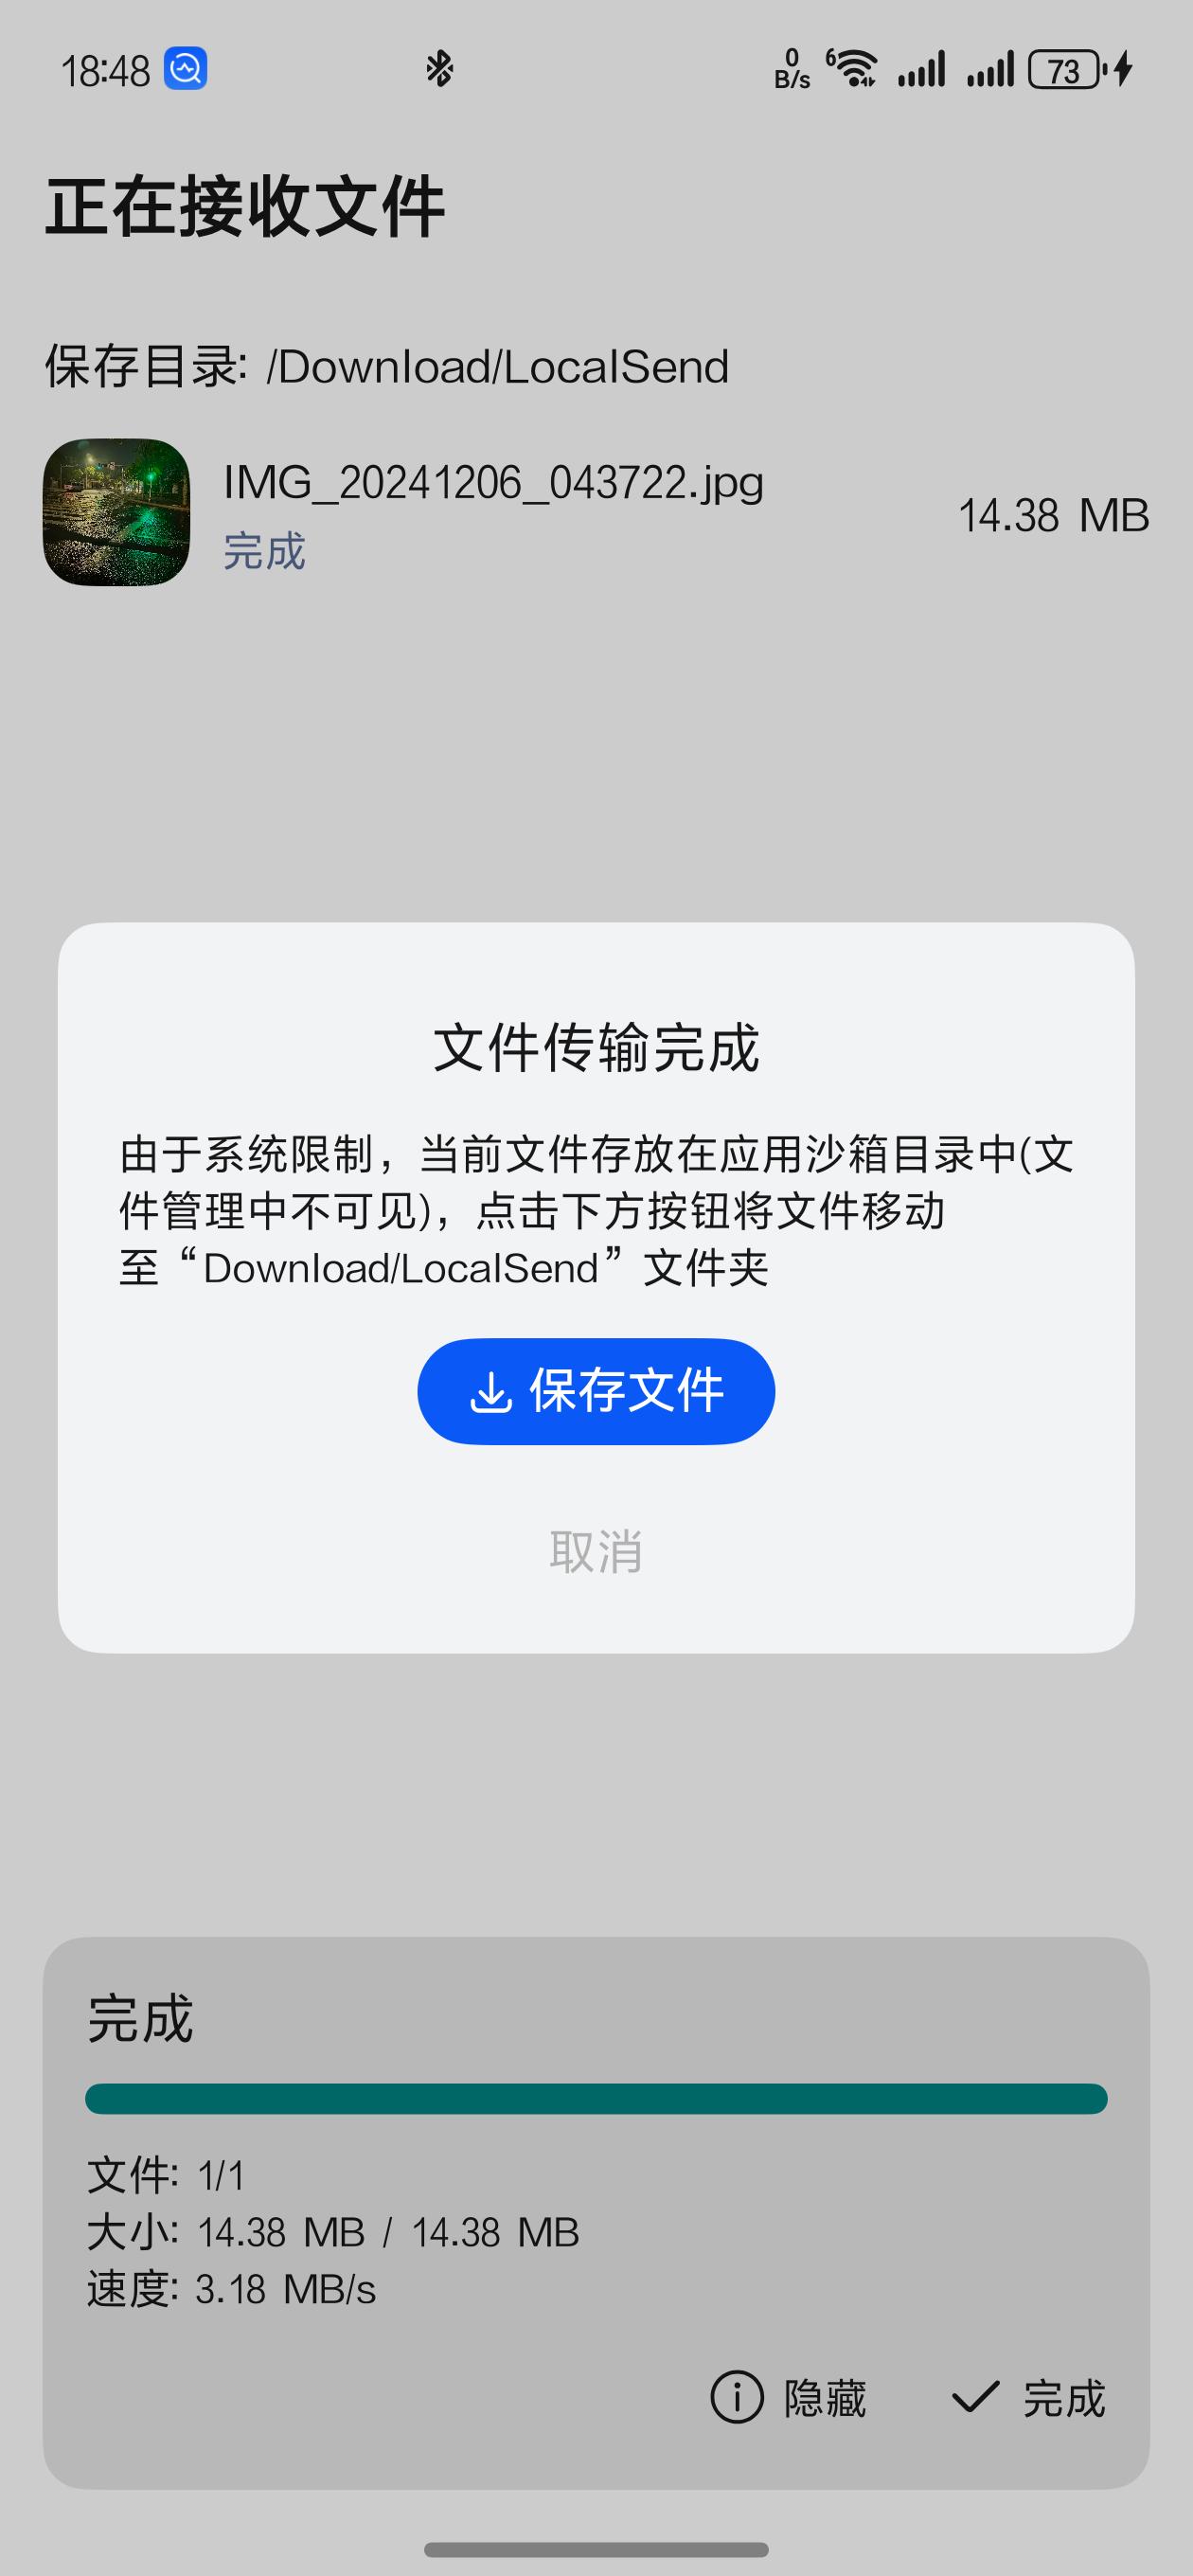 18:48
0
B/s
6
73
正在接收文件
保存目录: /Download/LocalSend
IMG_20241206_043722.jpg
完成
14.38 MB
文件传输完成
由于系统限制，当前文件存放在应用沙箱目录中(文
件管理中不可见)，点击下方按钮将文件移动
至“Download/LocalSend”文件夹
保存文件
取消
完成
文件: 1/1
大小: 14.38 MB / 14.38 MB
速度: 3.18 MB/s
隐藏
完成